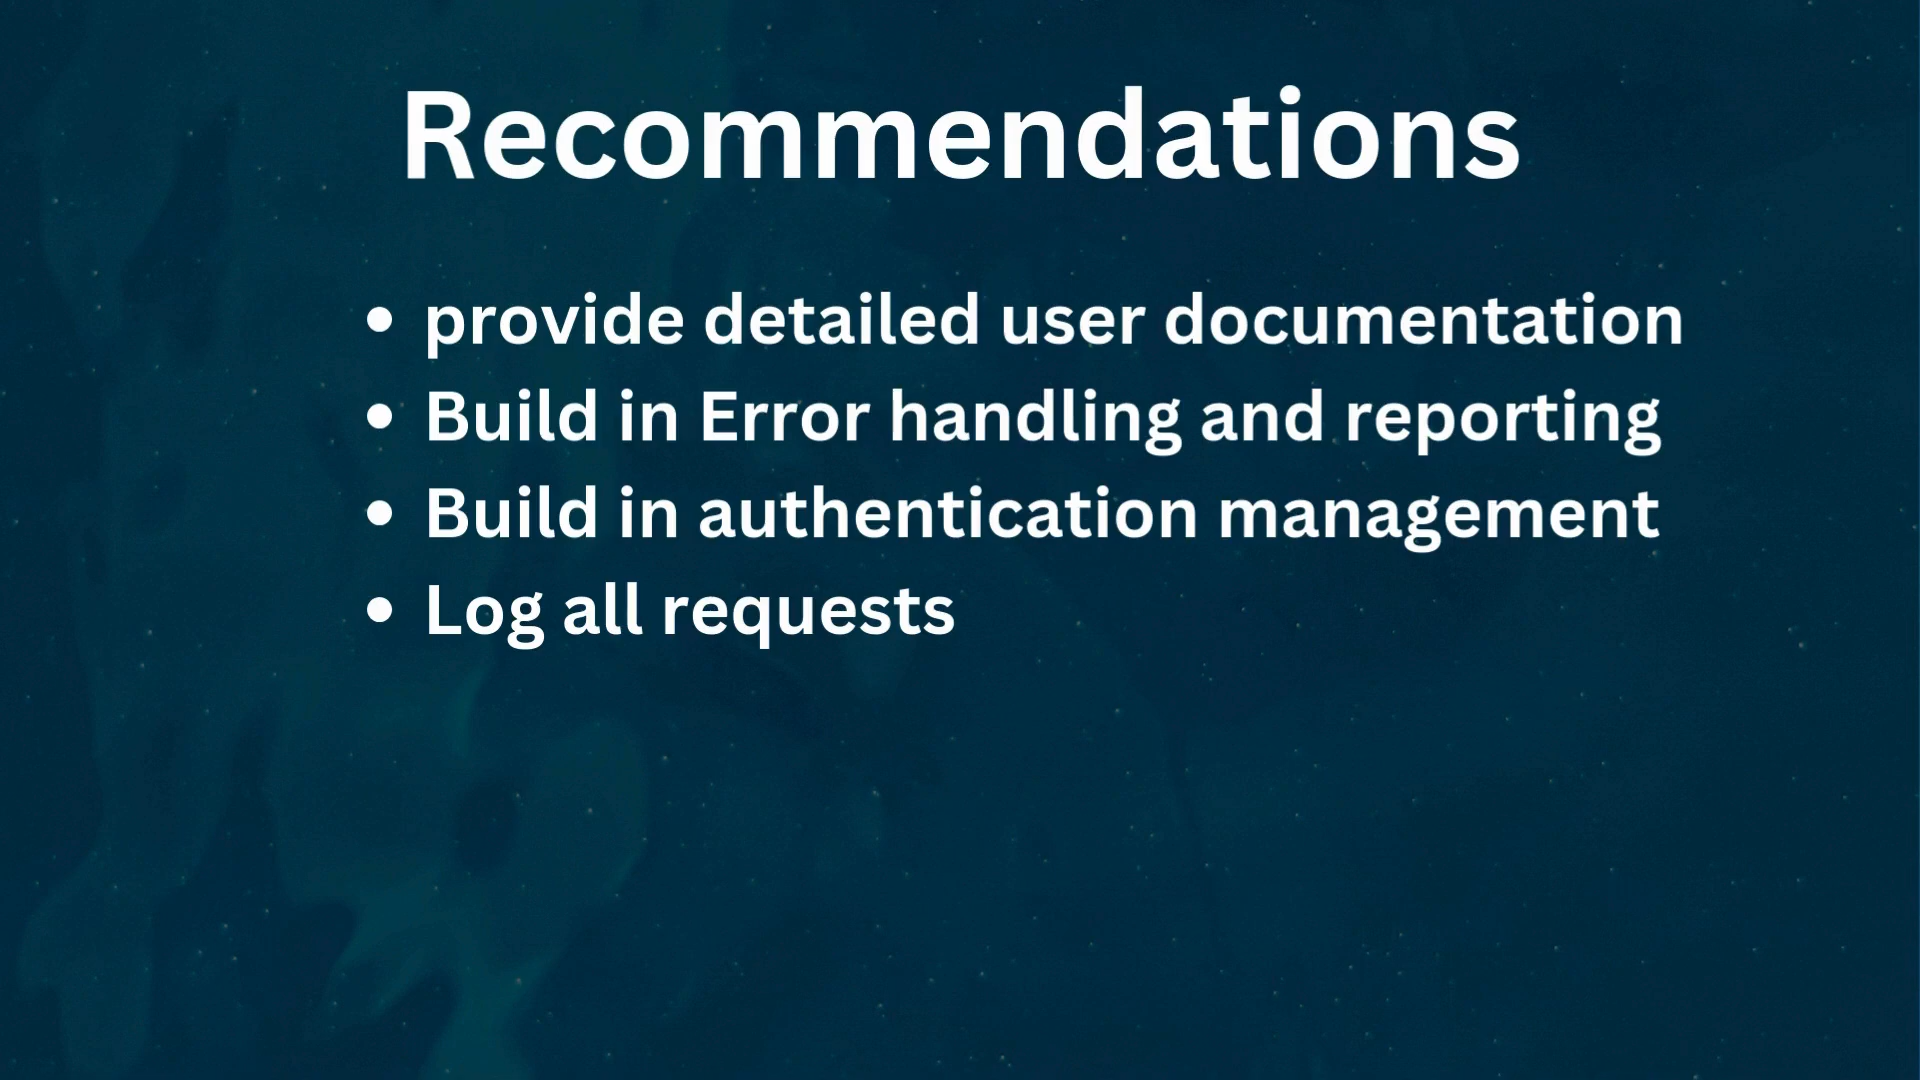 Recommendations
• provide detailed user documentation
• Build in Error handling and reporting
• Build in authentication management
• Log all requests